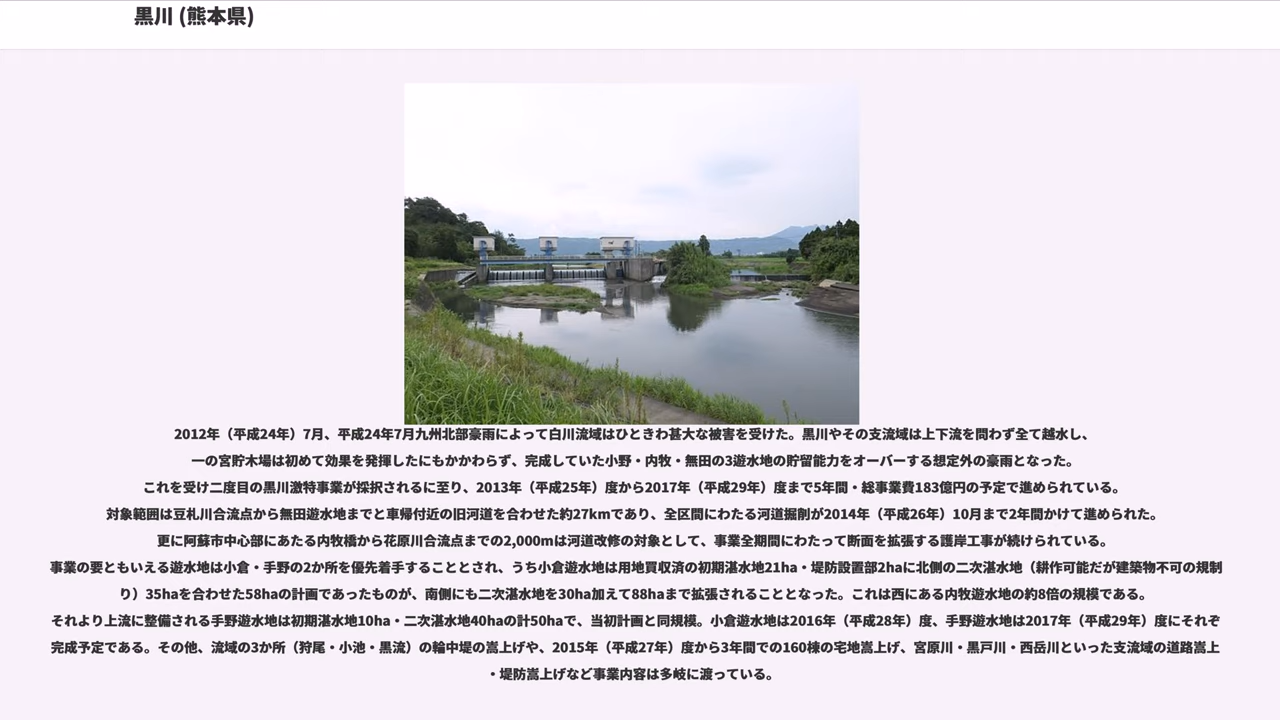 黒川 (熊本県)
2012年（平成24年）7月、平成24年7月九州北部豪雨によって白川流域はひときわ甚大な被害を受けた。黒川やその支流域は上下流を問わず全て越水し、
一の宮貯木場は初めて効果を発揮したにもかかわらず、完成していた小野・内牧・無田の3遊水地の貯留能力をオーバーする想定外の豪雨となった。
これを受け二度目の黒川激特事業が採択されるに至り、2013年（平成25年）度から2017年（平成29年）度まで5年間・総事業費183億円の予定で進められている。
対象範囲は豆札川合流点から無田遊水地までと車帰付近の旧河道を合わせた約27kmであり、全区間にわたる河道掘削が2014年（平成26年）10月まで2年間かけて進められた。
更に阿蘇市中心部にあたる内牧橋から花原川合流点までの2,000mは河道改修の対象として、事業全期間にわたって断面を拡張する護岸工事が続けられている。
事業の要ともいえる遊水地は小倉・手野の2か所を優先着手することとされ、うち小倉遊水地は用地買収済の初期湛水地21ha・堤防設置部2haに北側の二次湛水地（耕作可能だが建築物不可の規制
り）35haを合わせた58haの計画であったものが、南側にも二次湛水地を30ha加えて88haまで拡張されることとなった。これは西にある内牧遊水地の約8倍の規模である。
それより上流に整備される手野遊水地は初期湛水地10ha・二次湛水地40haの計50haで、当初計画と同規模。小倉遊水地は2016年（平成28年）度、手野遊水地は2017年（平成29年）度にそれぞ
完成予定である。その他、流域の3か所（狩尾・小池・黒流）の輪中堤の嵩上げや、2015年（平成27年）度から3年間での160棟の宅地嵩上げ、宮原川・黒戸川・西岳川といった支流域の道路嵩上
・堤防嵩上げなど事業内容は多岐に渡っている。